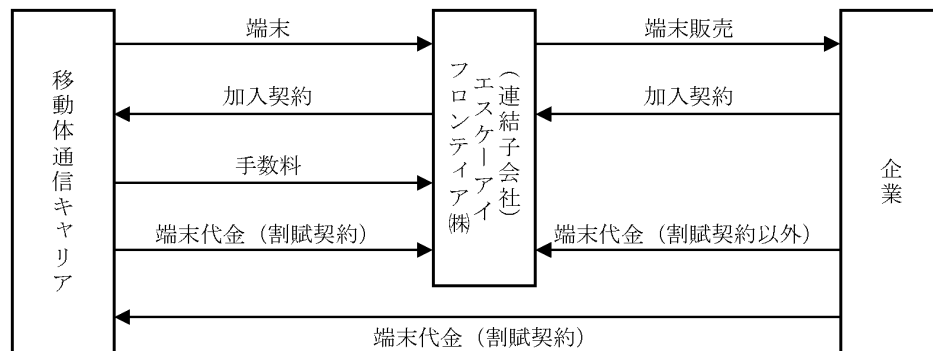 移動体通信キャリア
端末
加入契約
手数料
端末代金（割賦契約）
（連結子会社）
エスケーアイ
フロンティア㈱
端末販売
加入契約
端末代金（割賦契約以外）
端末代金（割賦契約）
企業